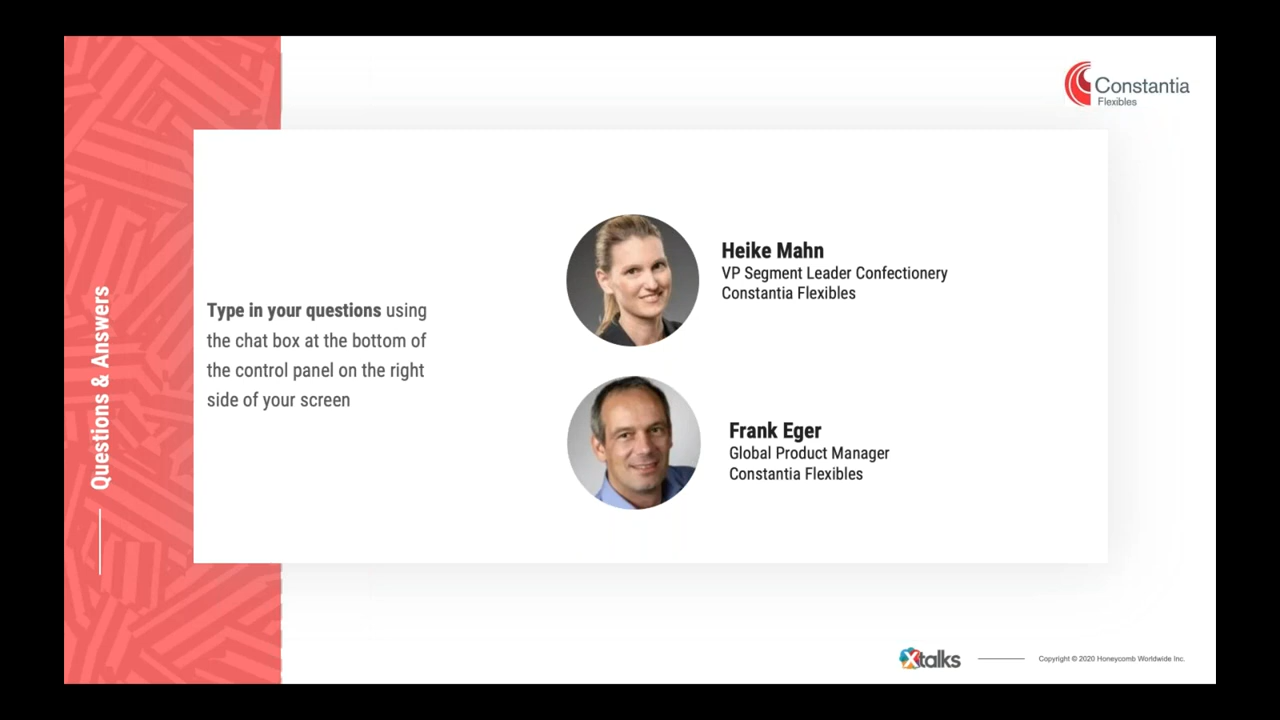 Constantia
Flexibles
Questions & Answers
Type in your questions using
the chat box at the bottom of
the control panel on the right
side of your screen
Heike Mahn
VP Segment Leader Confectionery
Constantia Flexibles
Frank Eger
Global Product Manager
Constantia Flexibles
Xtalks
Copyright © 2020 Honeycomb Worldwide Inc.